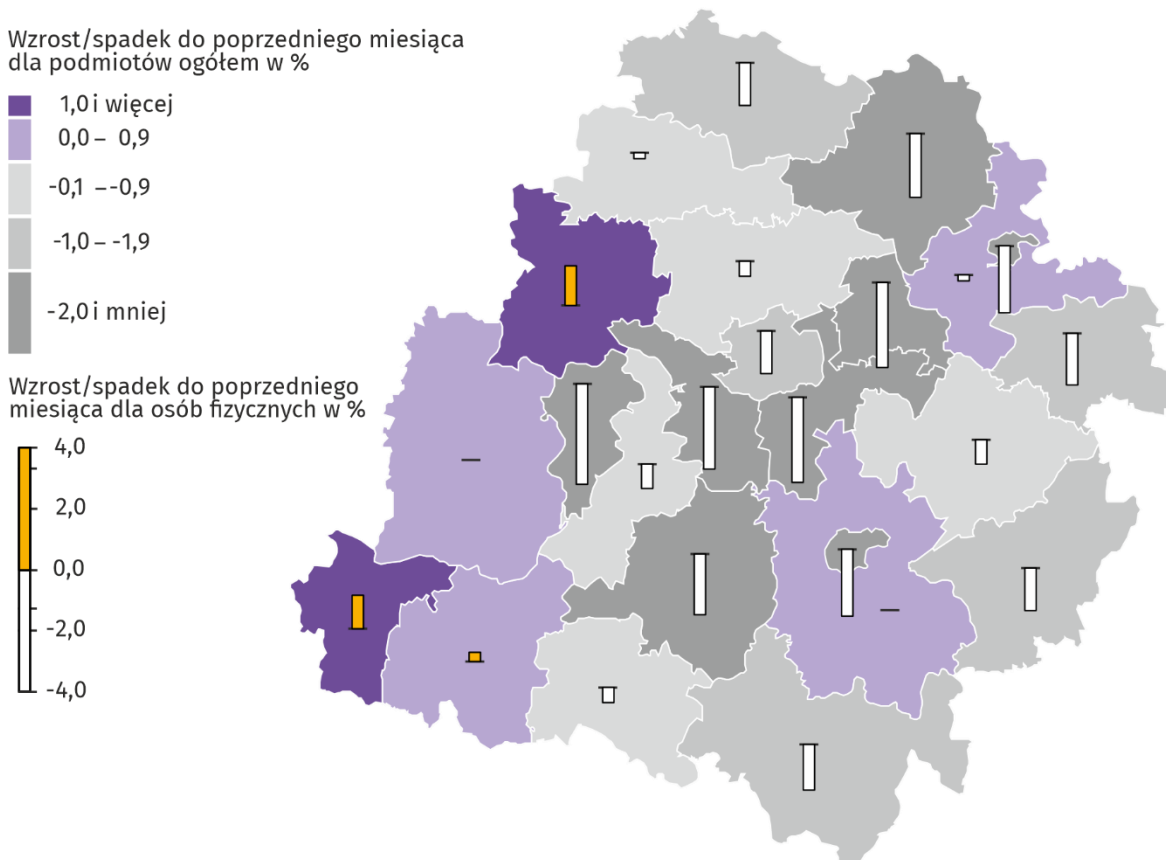 Wzrost/spadek do poprzedniego miesiąca
dla podmiotów ogółem w %
1,0 i więcej
0,0 – 0,9
-0,1 – -0,9
-1,0 – -1,9
-2,0 i mniej
Wzrost/spadek do poprzedniego
miesiąca dla osób fizycznych w %
4,0
2,0
0,0
-2,0
-4,0